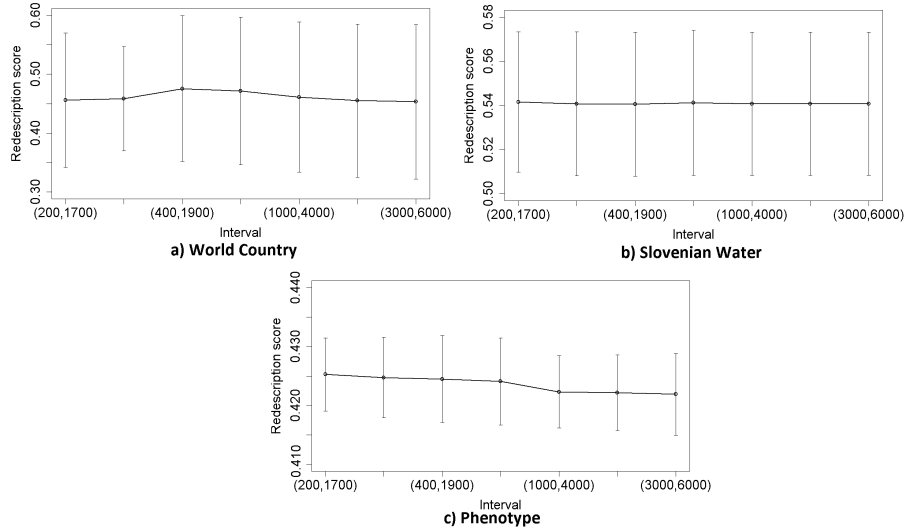 Redescription score
0.60
0.50
0.40
0.30
(200,1700) (400,1900) (1000,4000) (3000,6000)
Interval
a) World Country
Redescription score
0.58
0.56
0.54
0.52
0.50
(200,1700) (400,1900) (1000,4000) (3000,6000)
Interval
b) Slovenian Water
Redescription score
0.440
0.430
0.420
0.410
(200,1700) (400,1900) (1000,4000) (3000,6000)
Interval
c) Phenotype